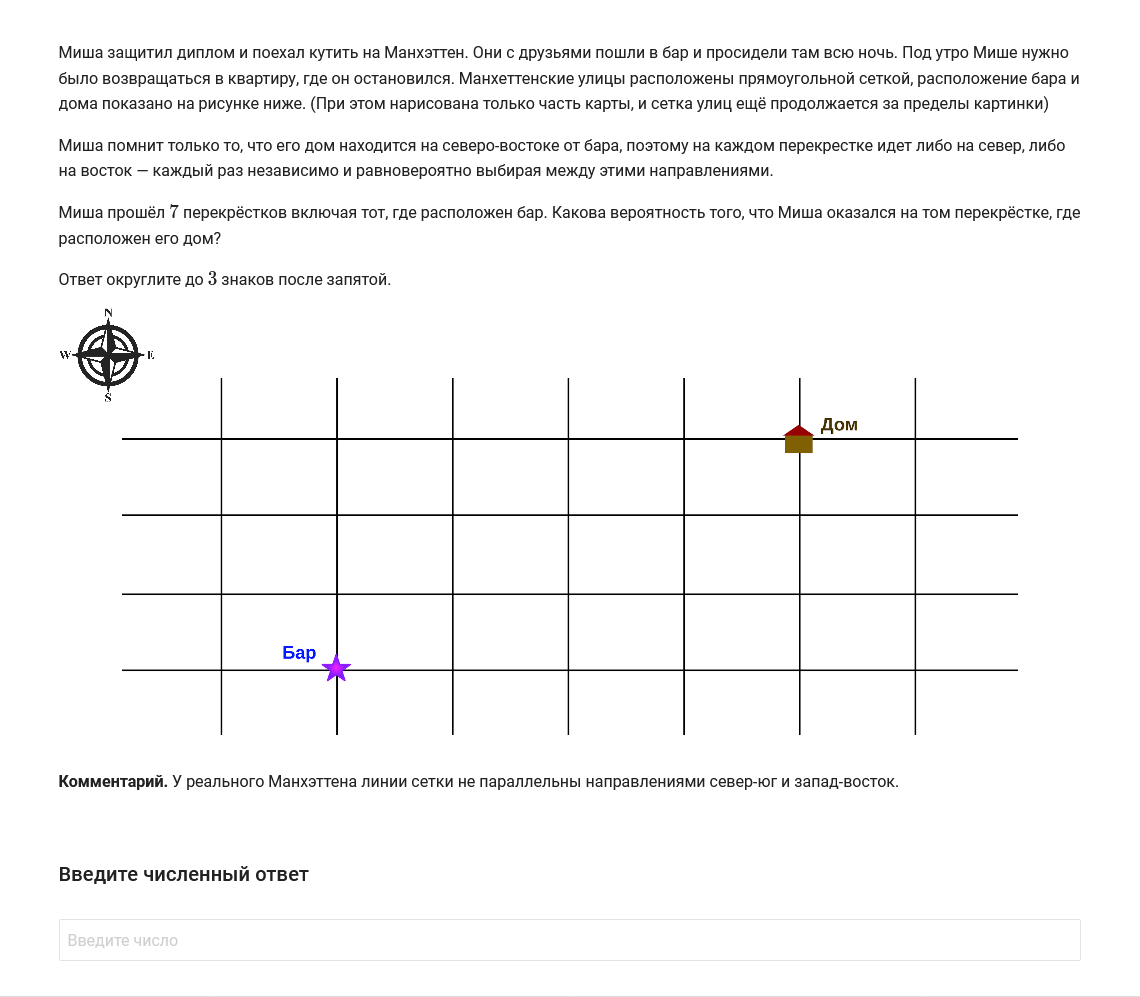 Миша защитил диплом и поехал кутить на Манхэттен. Они с друзьями пошли в бар и просидели там всю ночь. Под утро Мише нужно
было возвращаться в квартиру, где он остановился. Манхеттенские улицы расположены прямоугольной сеткой, расположение бара и
дома показано на рисунке ниже. (При этом нарисована только часть карты, и сетка улиц ещё продолжается за пределы картинки)
Миша помнит только то, что его дом находится на северо-востоке от бара, поэтому на каждом перекрестке идет либо на север, либо
на восток — каждый раз независимо и равновероятно выбирая между этими направлениями.
Миша прошёл 7 перекрёстков включая тот, где расположен бар. Какова вероятность того, что Миша оказался на том перекрёстке, где
расположен его дом?
Ответ округлите до 3 знаков после запятой.
N
W E
S
Дом
Бар
Комментарий. У реального Манхэттена линии сетки не параллельны направлениями север-юг и запад-восток.
Введите численный ответ
Введите число